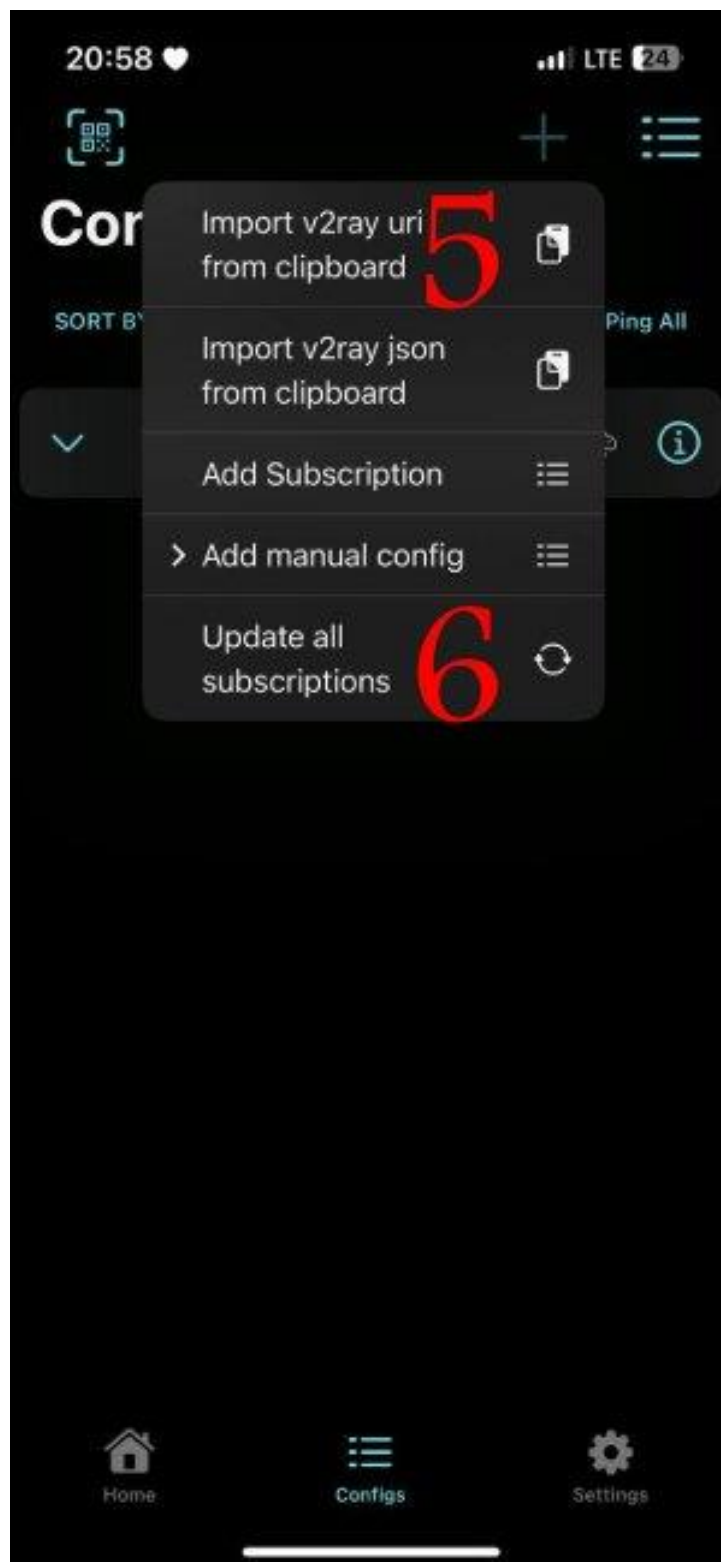 20:58
LTE 24
Cor
Import v2ray uri
from clipboard
5
SORT BY
Ping All
Import v2ray json
from clipboard
Add Subscription
Add manual config
Update all
subscriptions
6
Home
Configs
Settings